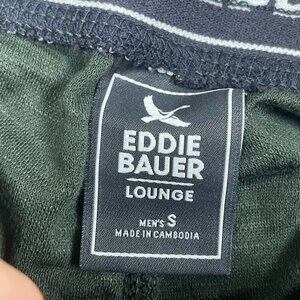 EDDIE
BAUER
LOUNGE
MEN'S S
MADE IN CAMBODIA